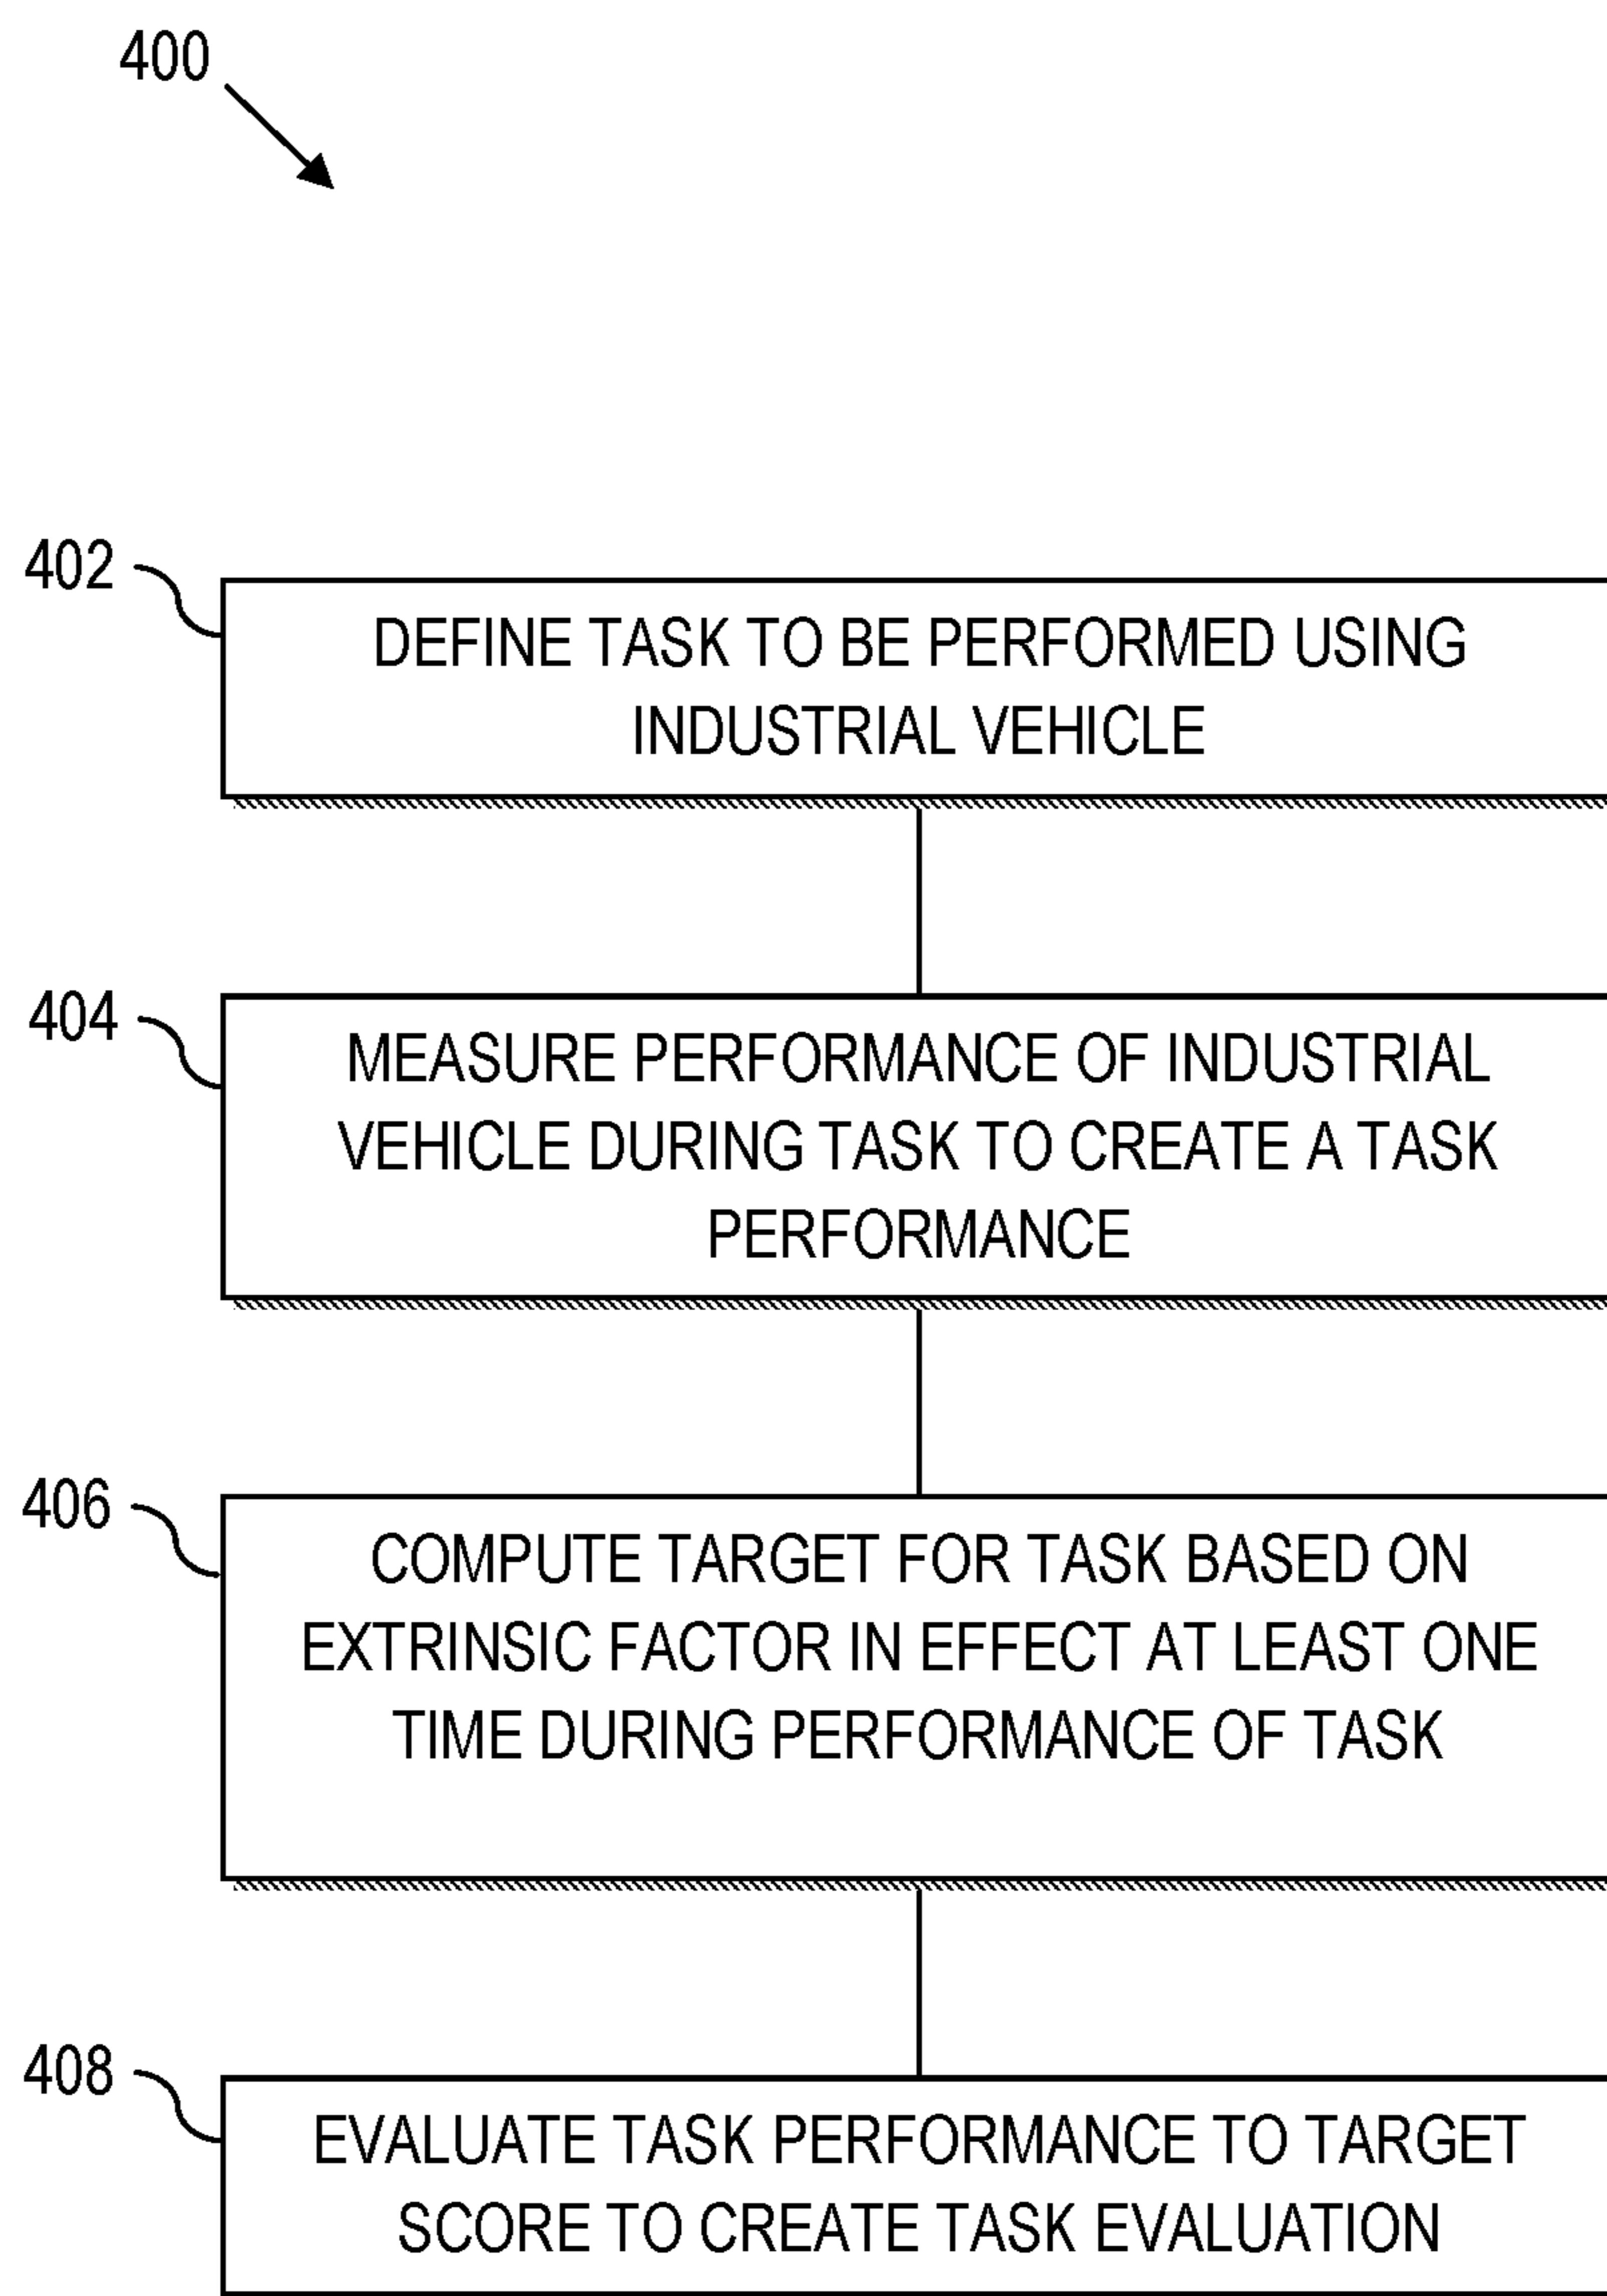 400
402
DEFINE TASK TO BE PERFORMED USING
INDUSTRIAL VEHICLE
404
MEASURE PERFORMANCE OF INDUSTRIAL
VEHICLE DURING TASK TO CREATE A TASK
PERFORMANCE
406
COMPUTE TARGET FOR TASK BASED ON
EXTRINSIC FACTOR IN EFFECT AT LEAST ONE
TIME DURING PERFORMANCE OF TASK
408
EVALUATE TASK PERFORMANCE TO TARGET
SCORE TO CREATE TASK EVALUATION